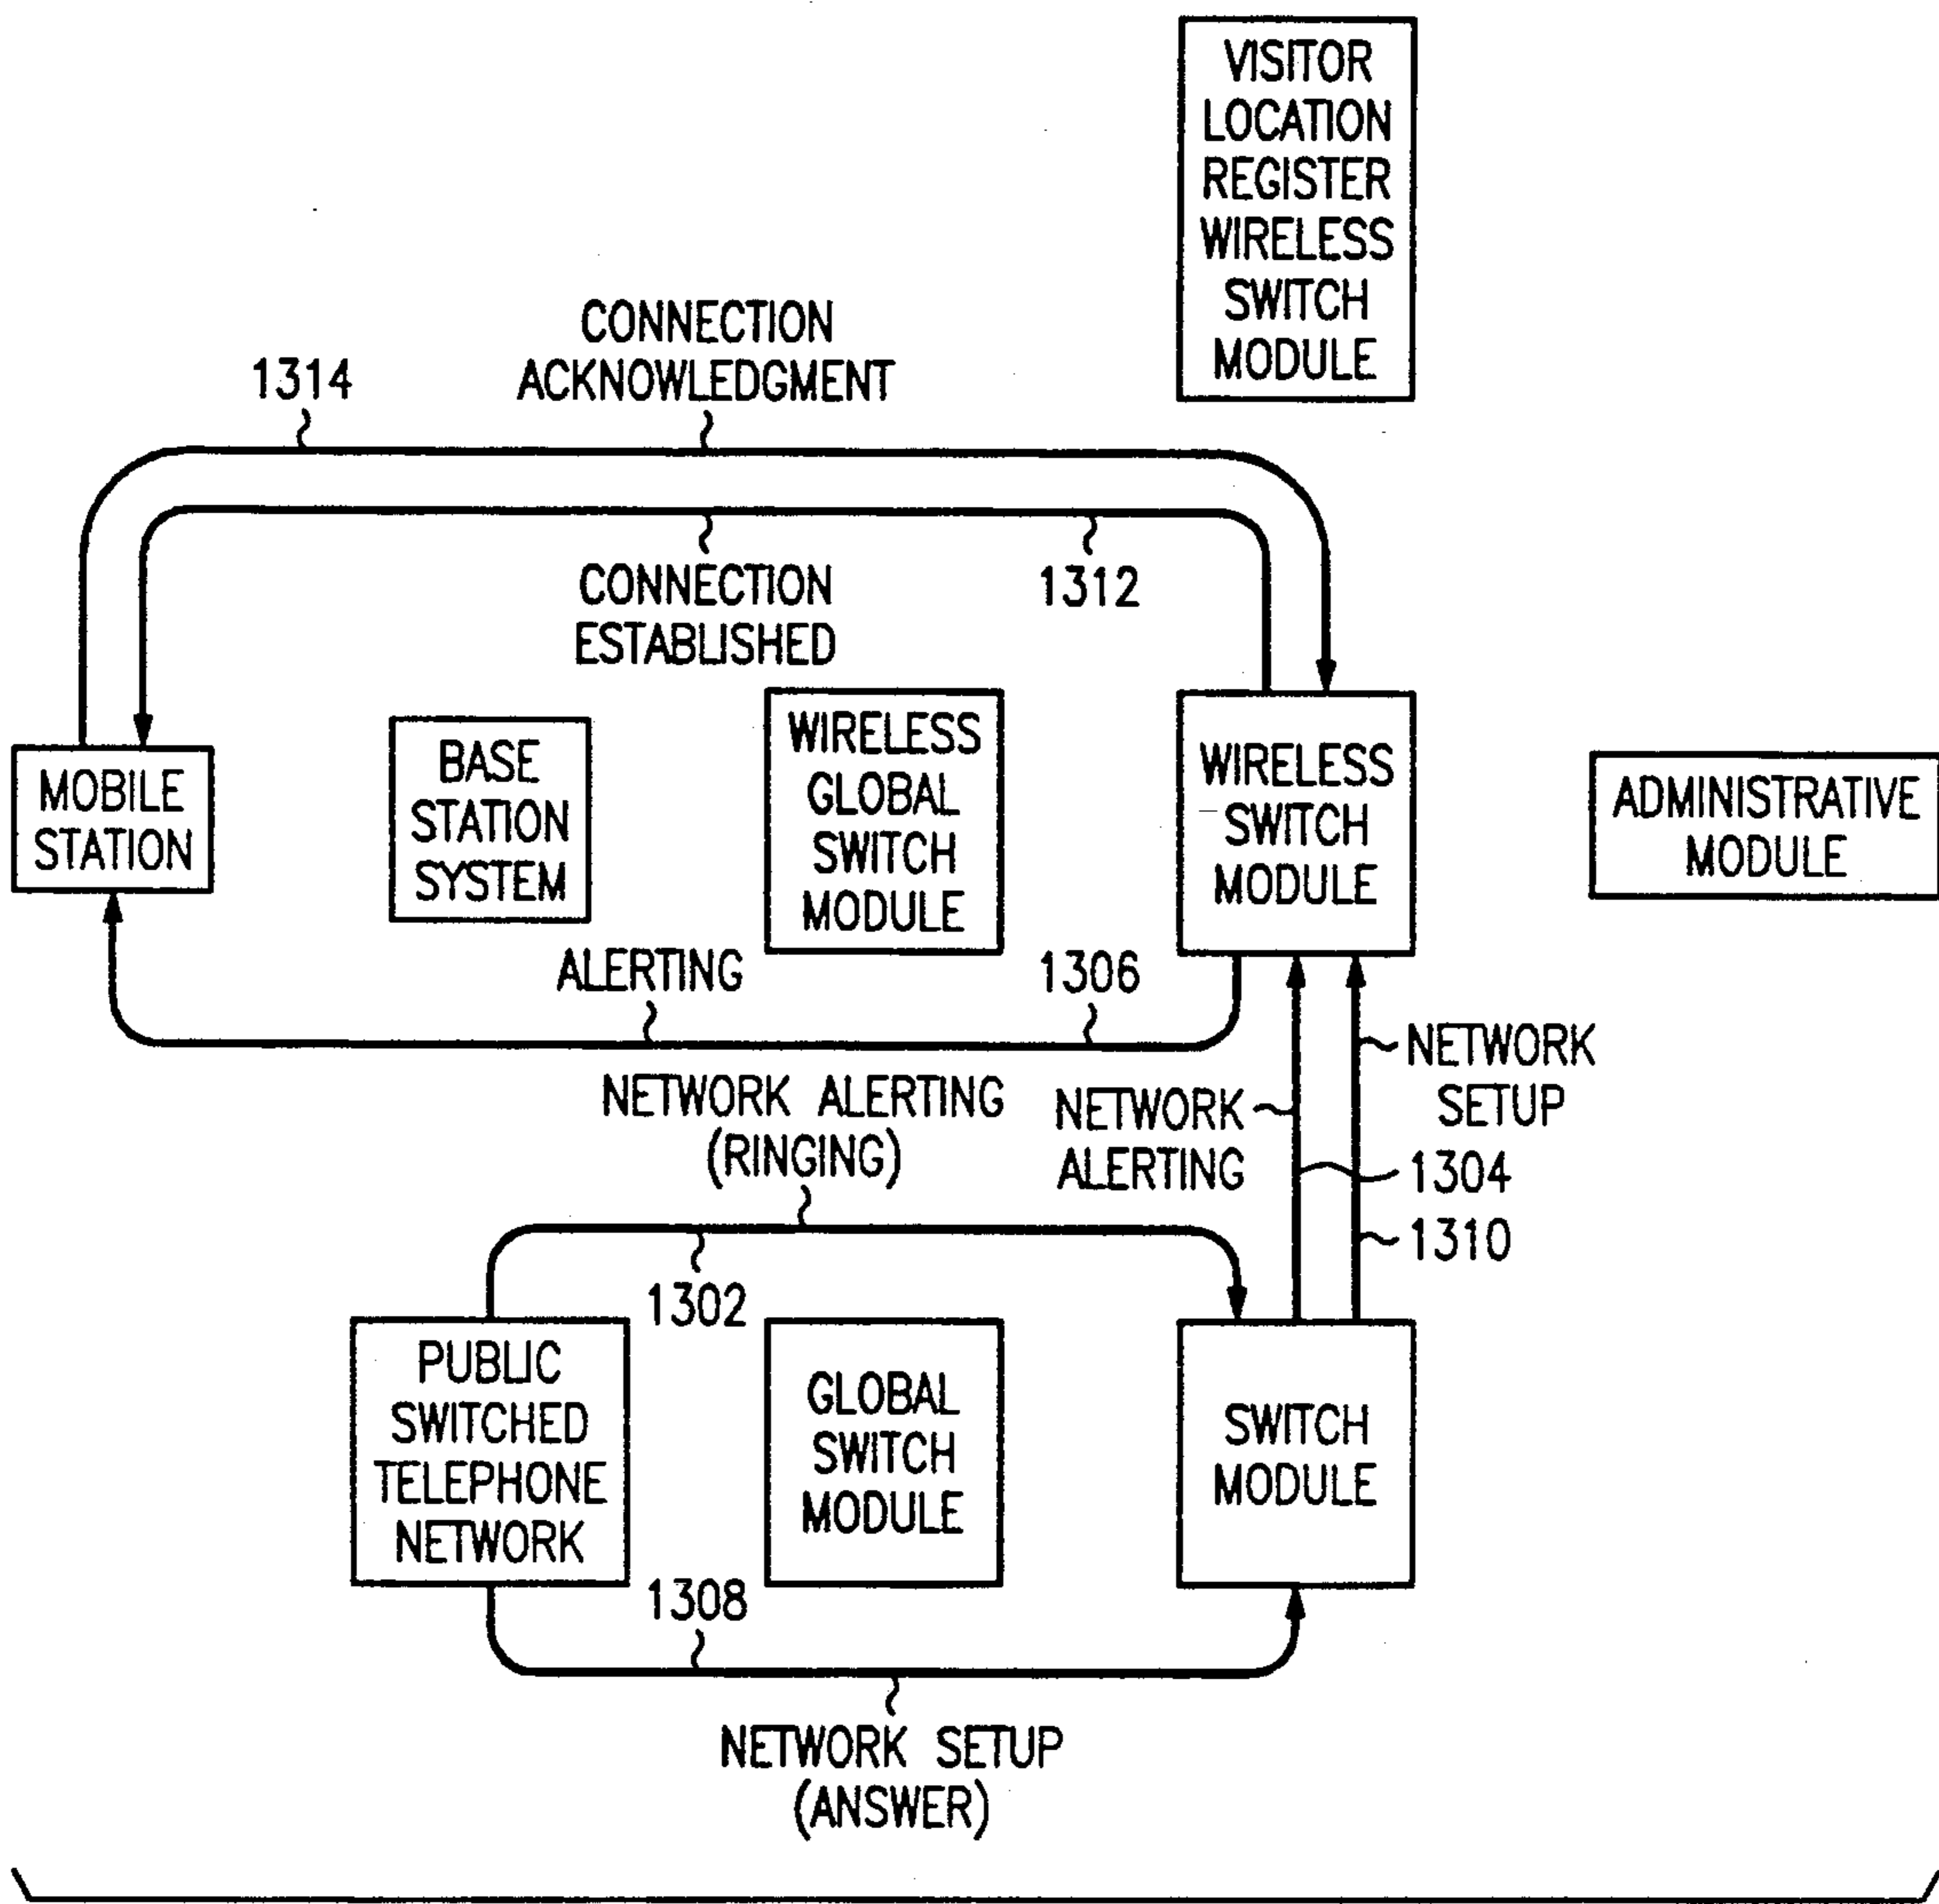 VISITOR
LOCATION
REGISTER
WIRELESS
SWITCH
MODULE
CONNECTION
ACKNOWLEDGMENT
1314
CONNECTION
ESTABLISHED
1312
MOBILE
STATION
BASE
STATION
SYSTEM
WIRELESS
GLOBAL
SWITCH
MODULE
WIRELESS
SWITCH
MODULE
ADMINISTRATIVE
MODULE
ALERTING
1306
NETWORK
SETUP
NETWORK ALERTING
(RINGING)
NETWORK
ALERTING
1304
1310
1302
PUBLIC
SWITCHED
TELEPHONE
NETWORK
GLOBAL
SWITCH
MODULE
SWITCH
MODULE
1308
NETWORK SETUP
(ANSWER)